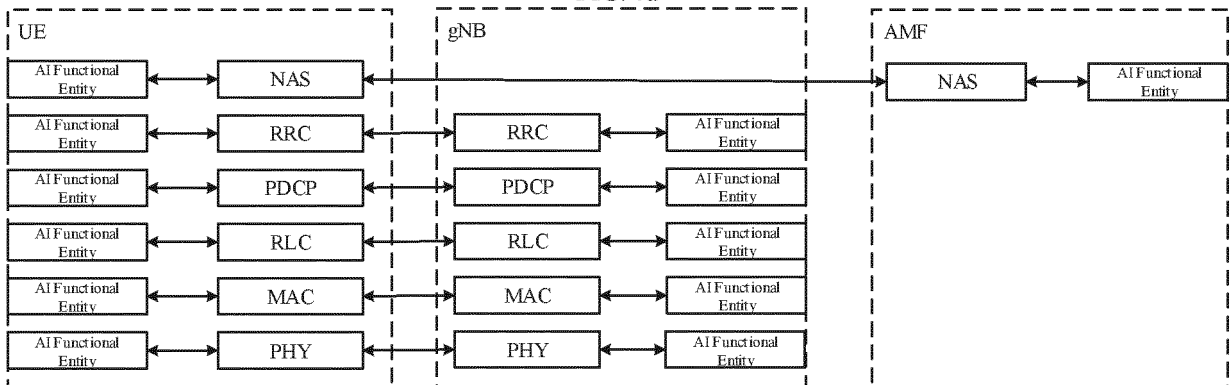 UE
gNB
AMF
AI Functional
Entity
NAS
NAS
AI Functional
Entity
AI Functional
Entity
RRC
RRC
AI Functional
Entity
AI Functional
Entity
PDCP
PDCP
AI Functional
Entity
AI Functional
Entity
RLC
RLC
AI Functional
Entity
AI Functional
Entity
MAC
MAC
AI Functional
Entity
AI Functional
Entity
PHY
PHY
AI Functional
Entity